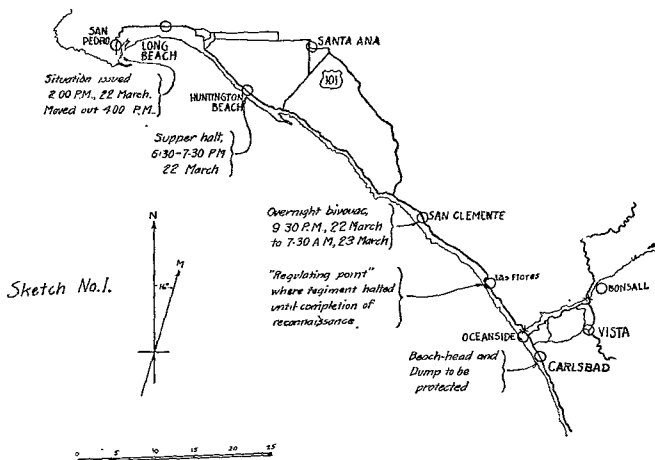 SAN
PEDRO
LONG
BEACH
SANTA ANA
101
Situation issued
2:00 P.M., 22 March.
Moved out 4:00 P.M.
HUNTINGTON
BEACH
Supper halt,
6:30-7:30 PM
22 March
Overnight bivouac,
9:30 P.M., 22 March
to 7:30 A.M., 23 March
SAN CLEMENTE
N
M
16°
Sketch No.1.
"Regulating point"
where regiment halted
until completion of
reconnaissance
Las Flores
BONSALL
OCEANSIDE
VISTA
Beach-head and
Dump to be
protected
CARLSBAD
0 5 10 15 20 25